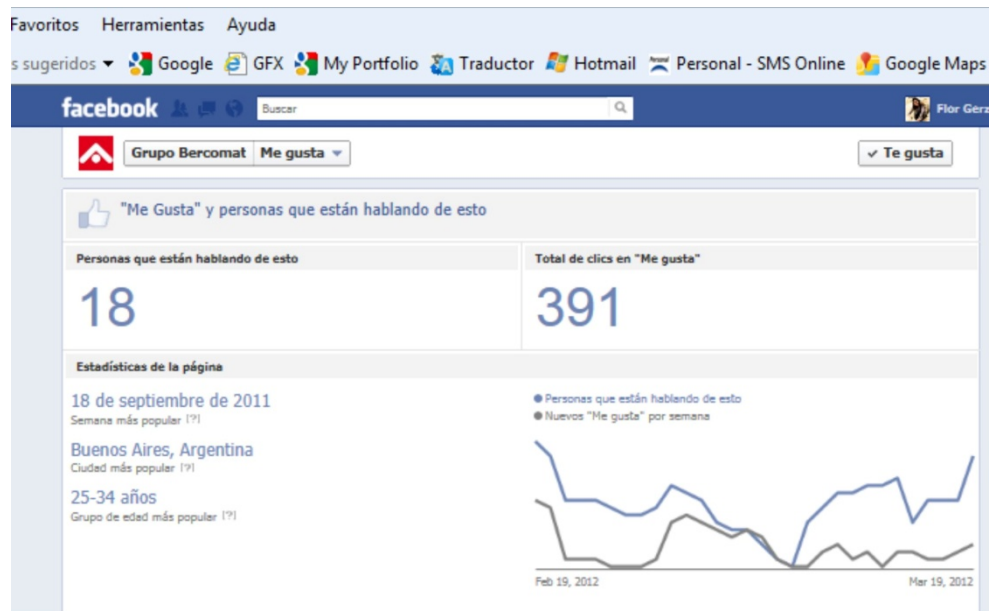 Favoritos Herramientas Ayuda
s sugeridos Google GFX My Portfolio Traductor Hotmail Personal - SMS Online Google Maps
facebook Buscar Flor Gerz
Grupo Bercomat Me gusta Te gusta
"Me Gusta" y personas que están hablando de esto
Personas que están hablando de esto Total de clics en "Me gusta"
18 391
Estadísticas de la página
18 de septiembre de 2011
Semana más popular [?]
Buenos Aires, Argentina
Ciudad más popular [?]
25-34 años
Grupo de edad más popular [?]
Personas que están hablando de esto
Nuevos "Me gusta" por semana
Feb 19, 2012 Mar 19, 2012